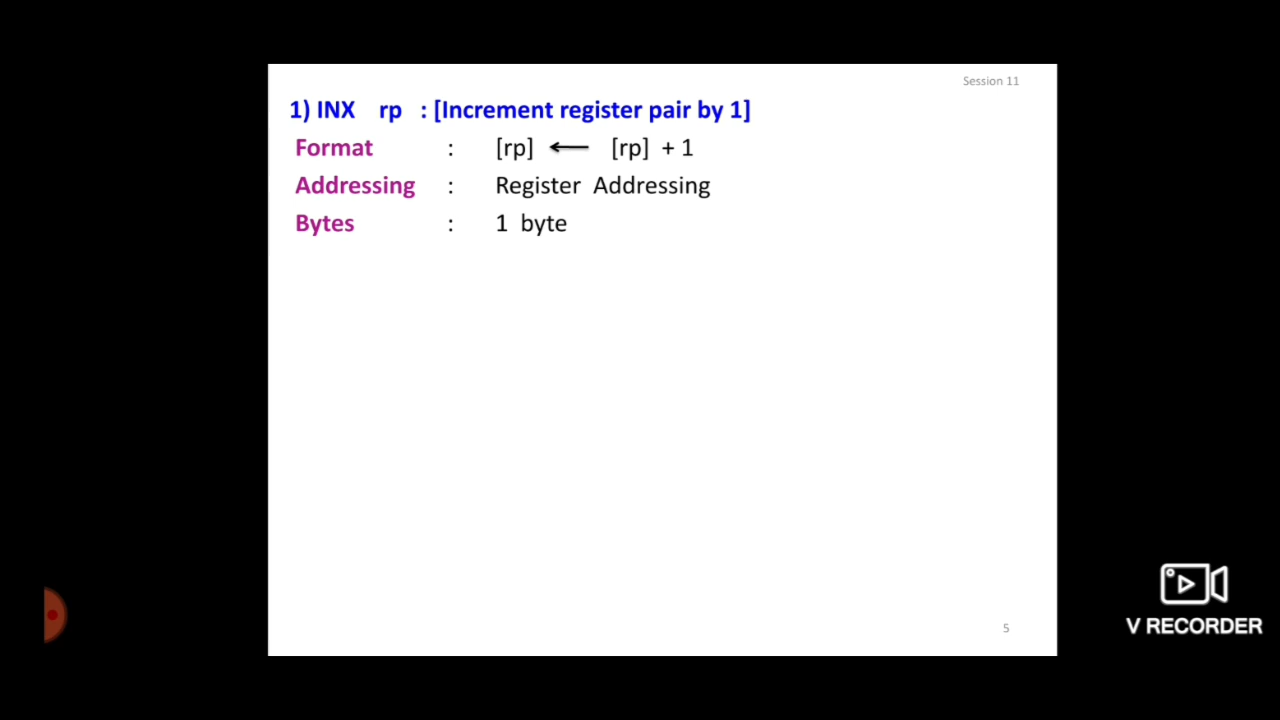 Session 11
1) INX rp : [Increment register pair by 1]
Format : [rp] ← [rp] + 1
Addressing : Register Addressing
Bytes : 1 byte
V RECORDER
5